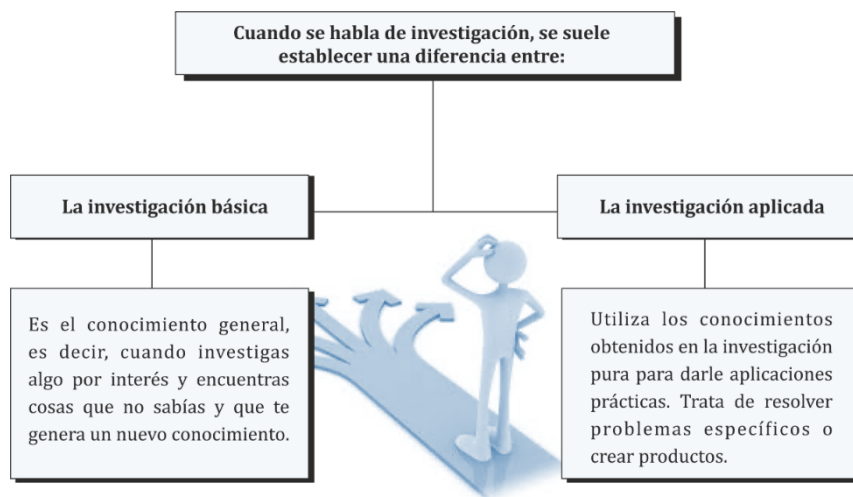 Cuando se habla de investigación, se suele
establecer una diferencia entre:
La investigación básica
La investigación aplicada
Es el conocimiento general,
es decir, cuando investigas
algo por interés y encuentras
cosas que no sabías y que te
genera un nuevo conocimiento.
Utiliza los conocimientos
obtenidos en la investigación
pura para darle aplicaciones
prácticas. Trata de resolver
problemas específicos o
crear productos.